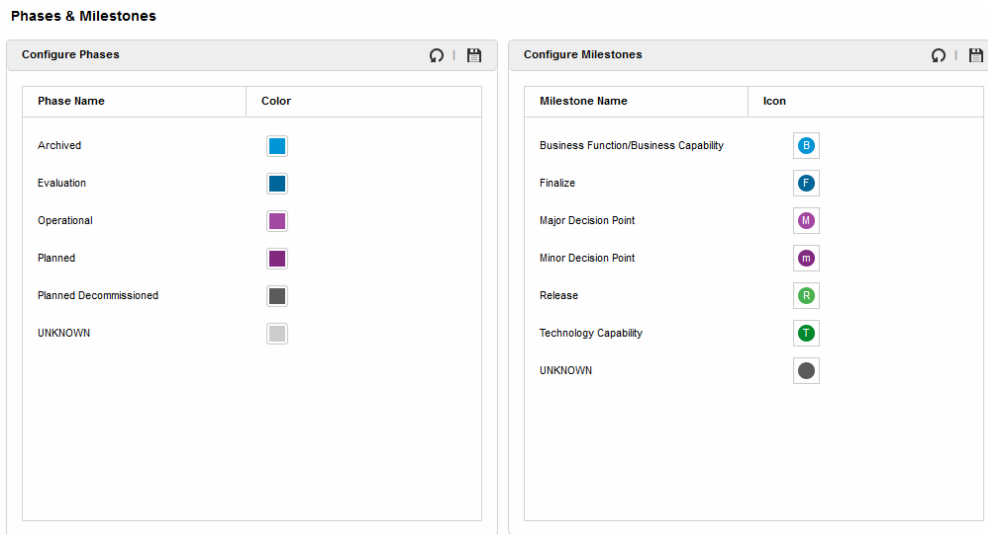 Phases & Milestones
Configure Phases
Phase Name Color
Archived
Evaluation
Operational
Planned
Planned Decommissioned
UNKNOWN
Configure Milestones
Milestone Name Icon
Business Function/Business Capability B
Finalize F
Major Decision Point M
Minor Decision Point m
Release R
Technology Capability T
UNKNOWN